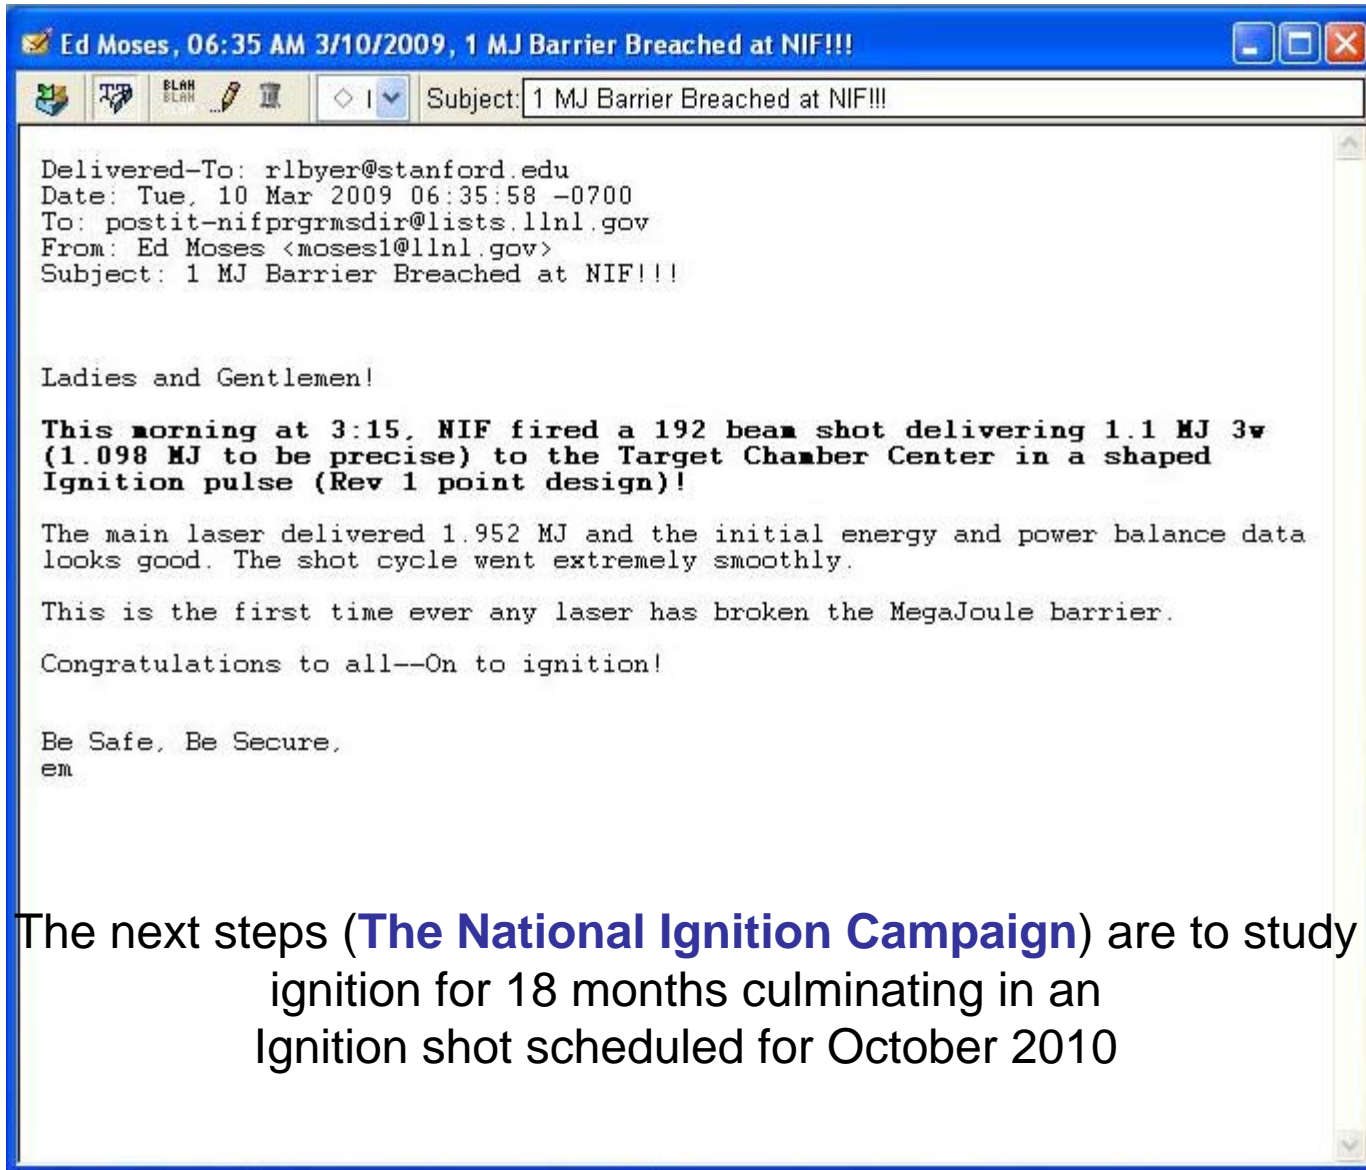 Ed Moses, 06:35 AM 3/10/2009, 1 MJ Barrier Breached at NIF!!!
BLAH
BLAH
Subject: 1 MJ Barrier Breached at NIF!!!
Delivered-To: rlbyer@stanford.edu
Date: Tue, 10 Mar 2009 06:35:58 -0700
To: postit-nifprgrmsdir@lists.llnl.gov
From: Ed Moses <moses1@llnl.gov>
Subject: 1 MJ Barrier Breached at NIF!!!
Ladies and Gentlemen!
This morning at 3:15, NIF fired a 192 beam shot delivering 1.1 MJ 3w
(1.098 MJ to be precise) to the Target Chamber Center in a shaped
Ignition pulse (Rev 1 point design)!
The main laser delivered 1.952 MJ and the initial energy and power balance data
looks good. The shot cycle went extremely smoothly.
This is the first time ever any laser has broken the MegaJoule barrier.
Congratulations to all--On to ignition!
Be Safe, Be Secure,
em
The next steps (The National Ignition Campaign) are to study
ignition for 18 months culminating in an
Ignition shot scheduled for October 2010